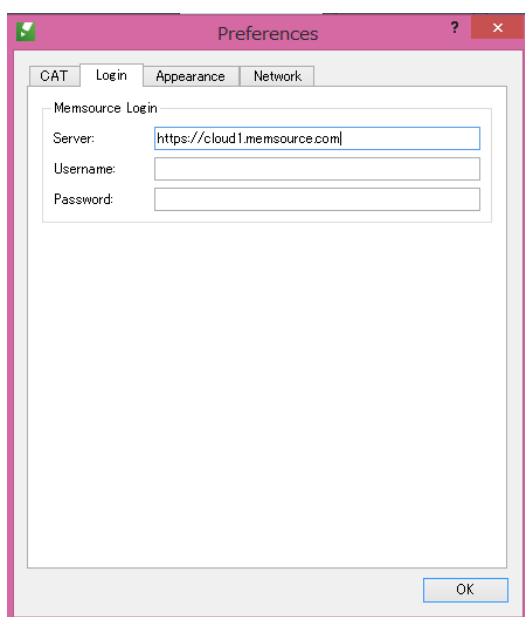 Preferences
? ×
CAT Login Appearance Network
Memsource Login
Server: https://cloud1.memsource.com
Username:
Password:
OK